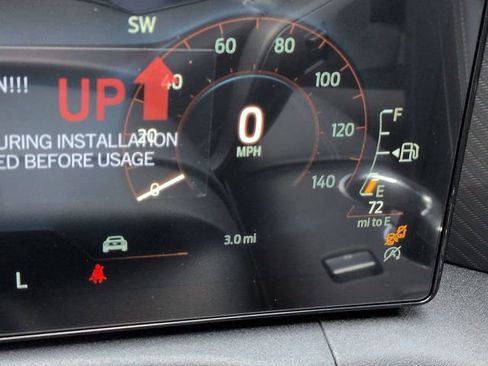 SW
60
80
N!!!
UP
40
100
F
URING INSTALLATION
20
0
MPH
120
ED BEFORE USAGE
0
140
E
72
mi to E
3.0 mi
L